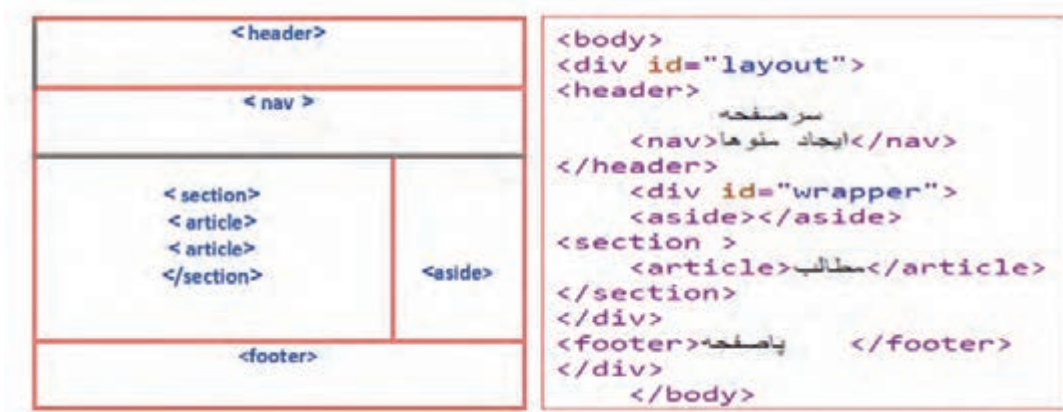 <header>
< nav >
< section>
< article>
< article>
</section>
<aside>
<footer>
<body>
<div id="layout">
<header>
سرصفحه
<nav>ایجاد منوها</nav>
</header>
<div id="wrapper">
<aside></aside>
<section >
<article>مطالب</article>
</section>
</div>
<footer>پاصفحه </footer>
</div>
</body>